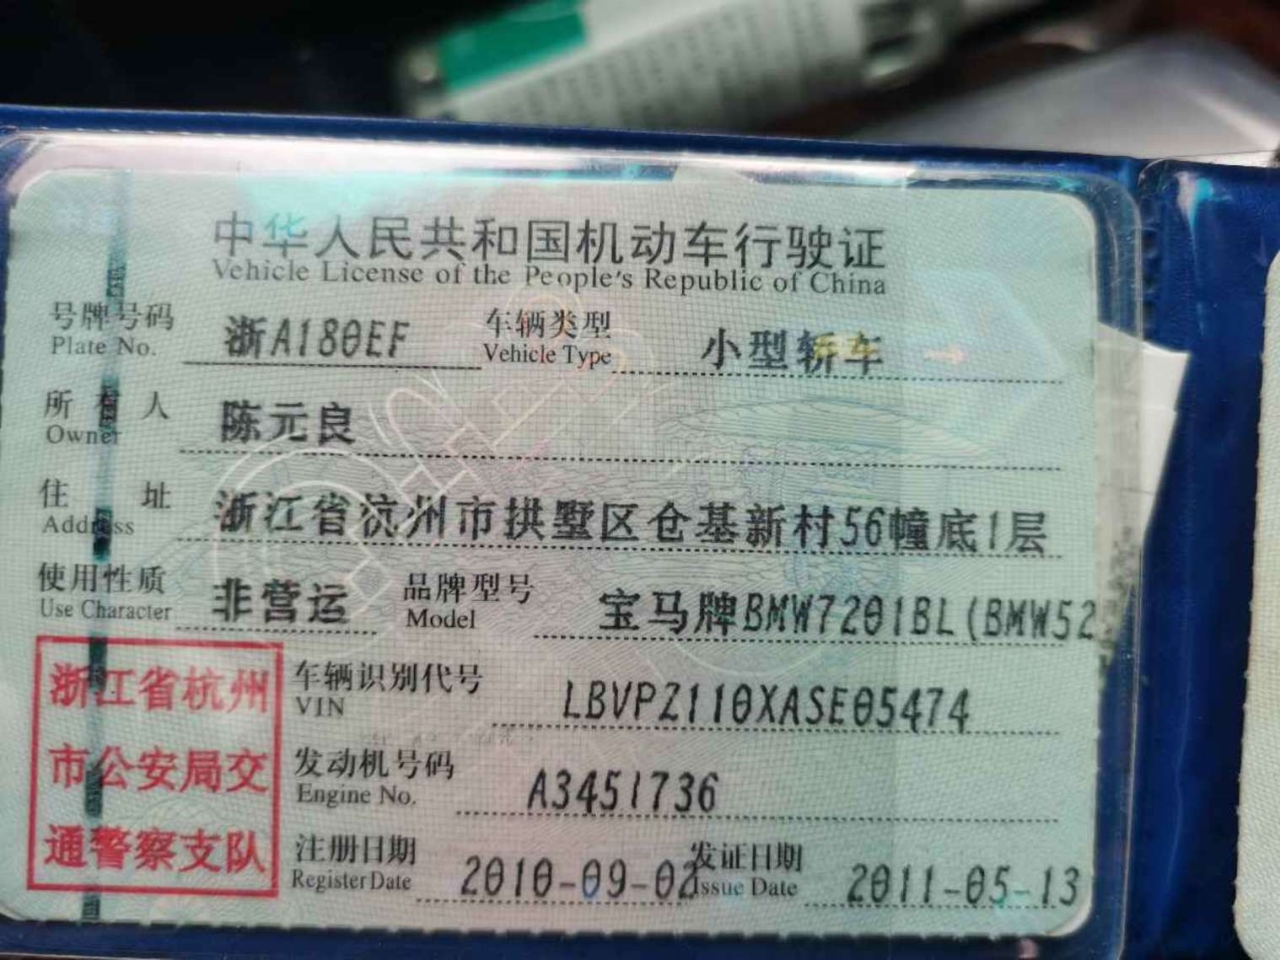 中华人民共和国机动车行驶证
Vehicle License of the People's Republic of China
号牌号码 浙A180EF 车辆类型 小型轿车
Plate No. Vehicle Type
所有人 陈元良
Owner
住址 浙江省杭州市拱墅区仓基新村56幢底1层
Address
使用性质 非营运 品牌型号 宝马牌BMW7201BL(BMW52
Use Character Model
浙江省杭州
市公安局交
通警察支队
车辆识别代号 LBVPZ110XASE05474
VIN
发动机号码 A3451736
Engine No.
注册日期 2010-09-02 发证日期 2011-05-13
Register Date Issue Date